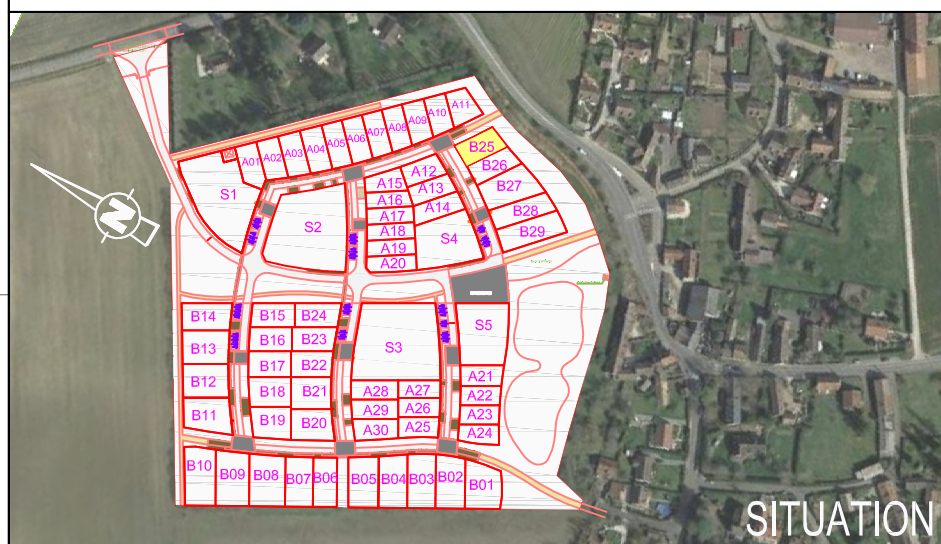 A01 A02 A03 A04 A05 A06 A07 A08 A09 A10 A11
S1
S2
A15
A16
A17
A18
A19
A20
A12
A13
A14
S4
B25
B26
B27
B28
B29
N
B14
B13
B12
B11
B15 B24
B16 B23
B17 B22
B18 B21
B19 B20
S3
A28 A27
A29 A26
A30 A25
S5
A21
A22
A23
A24
B10 B09 B08 B07 B06 B05 B04 B03 B02 B01
SITUATION